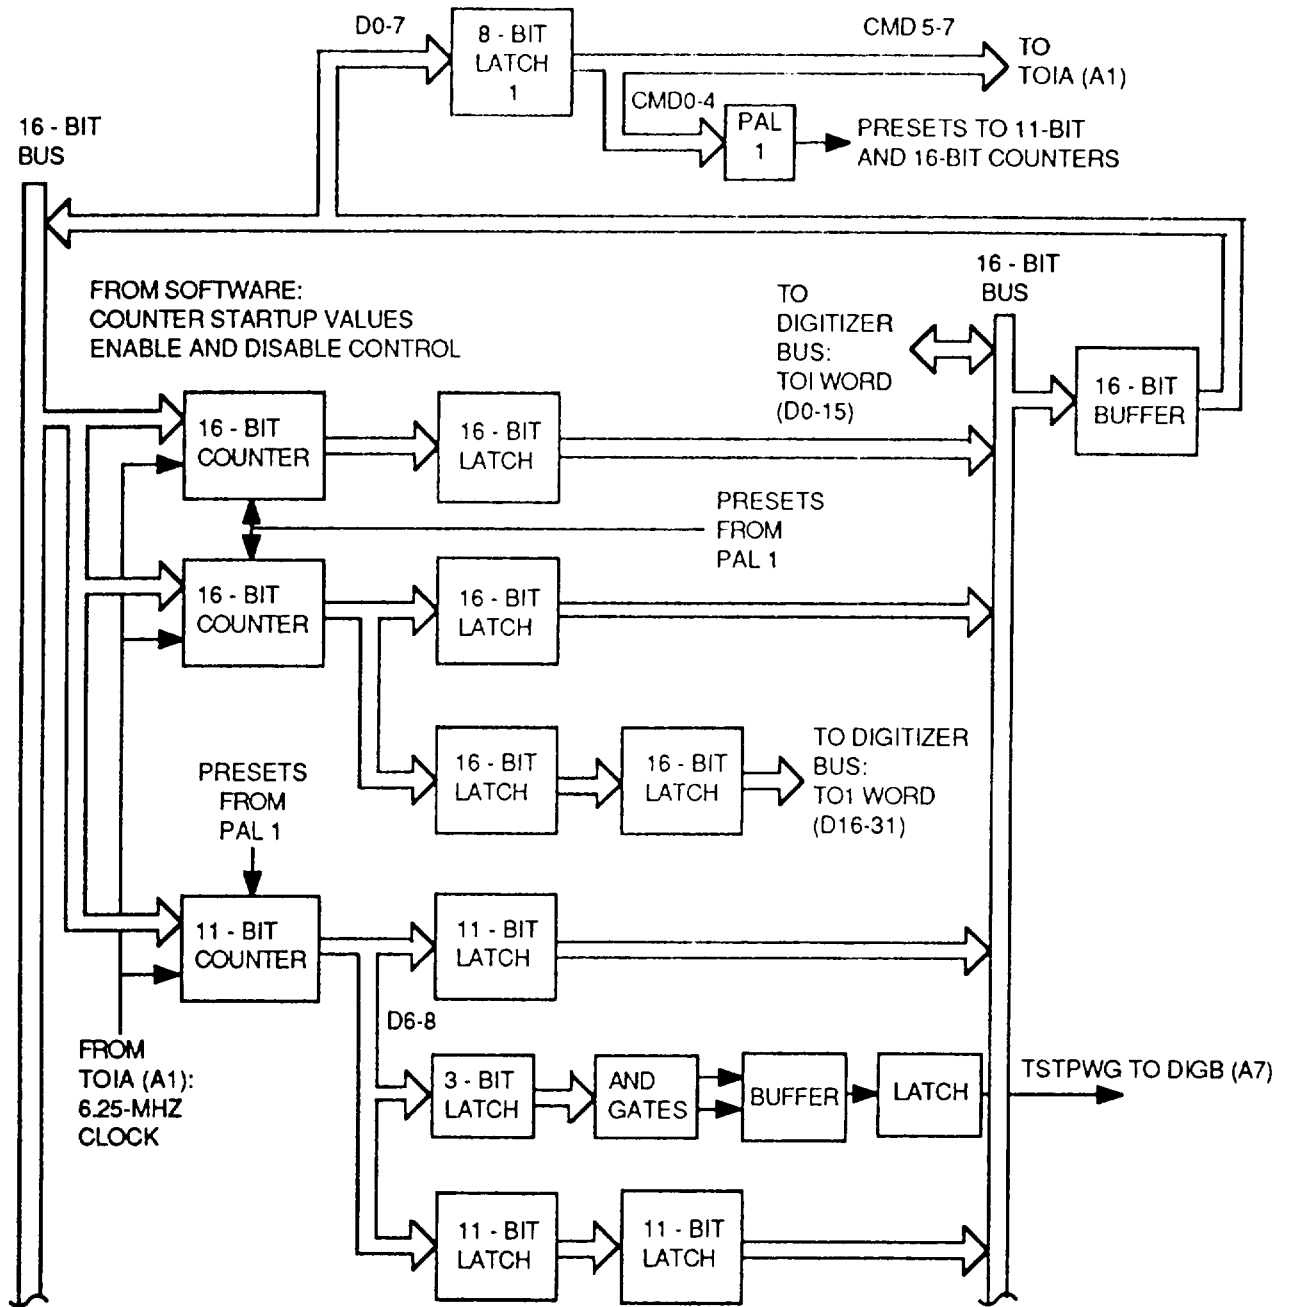 D0-7
8 - BIT
LATCH
1
CMD 5-7
TO
TOIA (A1)
CMD0-4
PAL
1
PRESETS TO 11-BIT
AND 16-BIT COUNTERS
16 - BIT
BUS
FROM SOFTWARE:
COUNTER STARTUP VALUES
ENABLE AND DISABLE CONTROL
TO
DIGITIZER
BUS:
TOI WORD
(D0-15)
16 - BIT
BUS
16 - BIT
BUFFER
16 - BIT
COUNTER
16 - BIT
LATCH
PRESETS
FROM
PAL 1
16 - BIT
COUNTER
16 - BIT
LATCH
16 - BIT
LATCH
16 - BIT
LATCH
TO DIGITIZER
BUS:
TO1 WORD
(D16-31)
PRESETS
FROM
PAL 1
11 - BIT
COUNTER
11 - BIT
LATCH
D6-8
FROM
TOIA (A1):
6.25-MHZ
CLOCK
3 - BIT
LATCH
AND
GATES
BUFFER
LATCH
TSTPWG TO DIGB (A7)
11 - BIT
LATCH
11 - BIT
LATCH